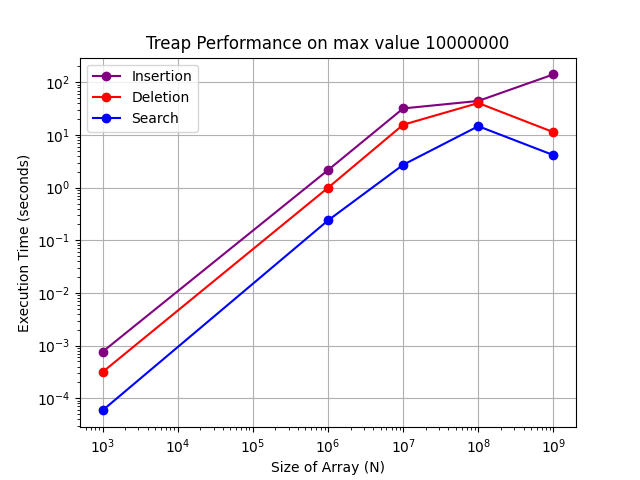 Treap Performance on max value 10000000
Insertion
Deletion
Search
Execution Time (seconds)
10²
10¹
10⁰
10⁻¹
10⁻²
10⁻³
10⁻⁴
10³ 10⁴ 10⁵ 10⁶ 10⁷ 10⁸ 10⁹
Size of Array (N)